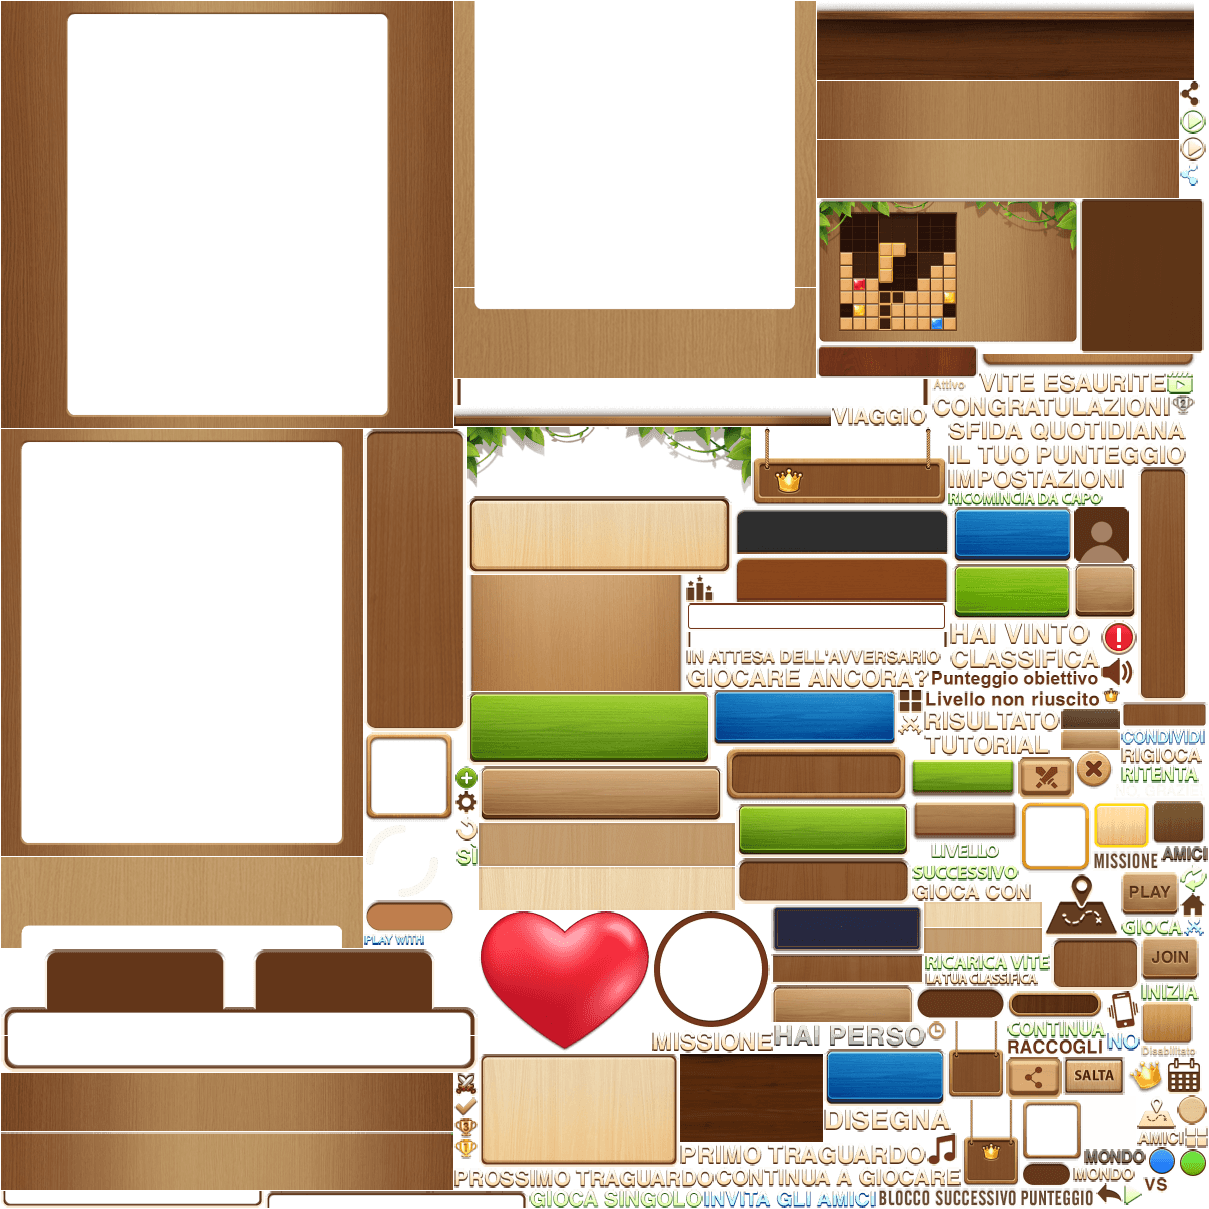 Attivo
VITE ESAURITE
VIAGGIO
CONGRATULAZIONI
2
SFIDA QUOTIDIANA
IL TUO PUNTEGGIO
IMPOSTAZIONI
RICOMINCIA DA CAPO
HAI VINTO
IN ATTESA DELL'AVVERSARIO
CLASSIFICA
GIOCARE ANCORA?
Punteggio obiettivo
Livello non riuscito
RISULTATO
TUTORIAL
CONDIVIDI
RIGIOCA
RITENTA
NO, GRAZIE!
SÌ
LIVELLO
SUCCESSIVO
MISSIONE
AMICI
GIOCA CON
PLAY
GIOCA
PLAY WITH
RICARICA VITE
LA TUA CLASSIFICA
JOIN
INIZIA
MISSIONE
HAI PERSO
CONTINUA
RACCOGLI
NO
Disabilitato
SALTA
DISEGNA
3
1
PRIMO TRAGUARDO
AMICI
MONDO
MONDO
PROSSIMO TRAGUARDO
CONTINUA A GIOCARE
VS
GIOCA SINGOLO
INVITA GLI AMICI
BLOCCO SUCCESSIVO
PUNTEGGIO